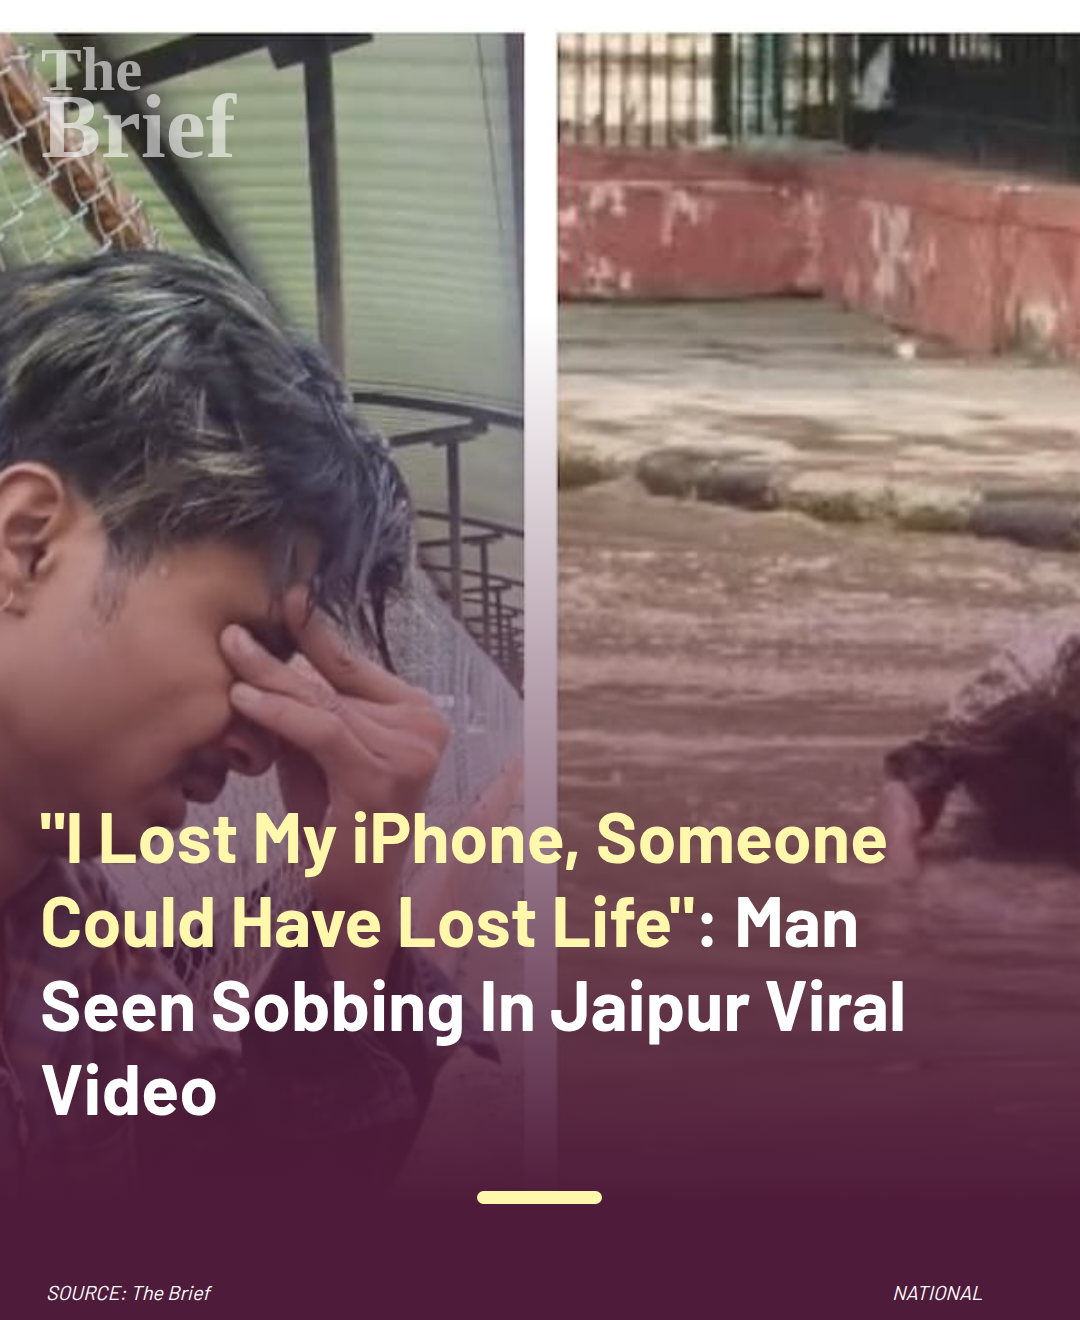 The
Brief
"I Lost My iPhone, Someone
Could Have Lost Life": Man
Seen Sobbing In Jaipur Viral
Video
SOURCE: The Brief
NATIONAL